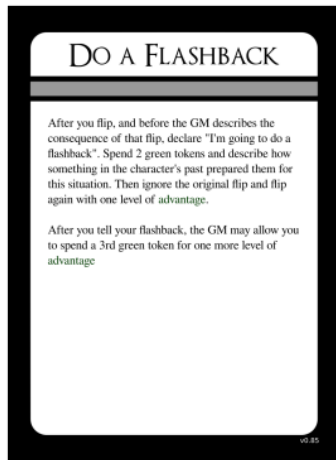 DO A FLASHBACK
After you flip, and before the GM describes the
consequence of that flip, declare "I'm going to do a
flashback". Spend 2 green tokens and describe how
something in the character's past prepared them for
this situation. Then ignore the original flip and flip
again with one level of advantage.
After you tell your flashback, the GM may allow you
to spend a 3rd green token for one more level of
advantage
v0.85